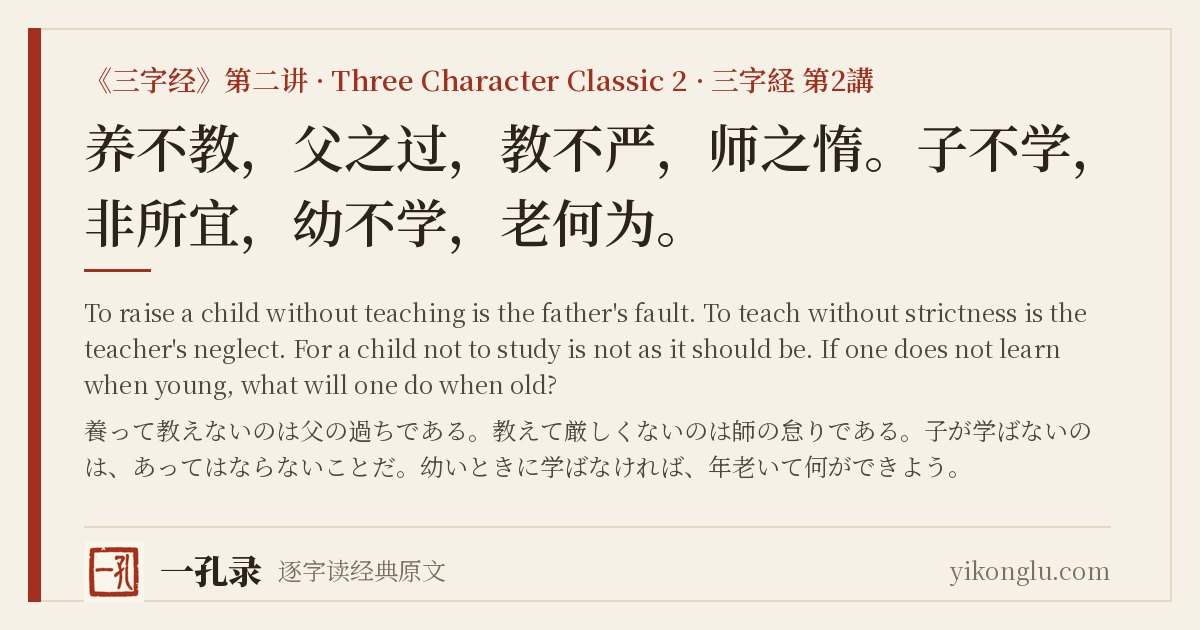 《三字经》第二讲 · Three Character Classic 2 · 三字経 第2講
养不教，父之过，教不严，师之惰。子不学，
非所宜，幼不学，老何为。
To raise a child without teaching is the father's fault. To teach without strictness is the
teacher's neglect. For a child not to study is not as it should be. If one does not learn
when young, what will one do when old?
養って教えないのは父の過ちである。教えて厳しくないのは師の怠りである。子が学ばないの
は、あってはならないことだ。幼いときに学ばなければ、年老いて何ができよう。
一孔
一孔录 逐字读经典原文 yikonglu.com